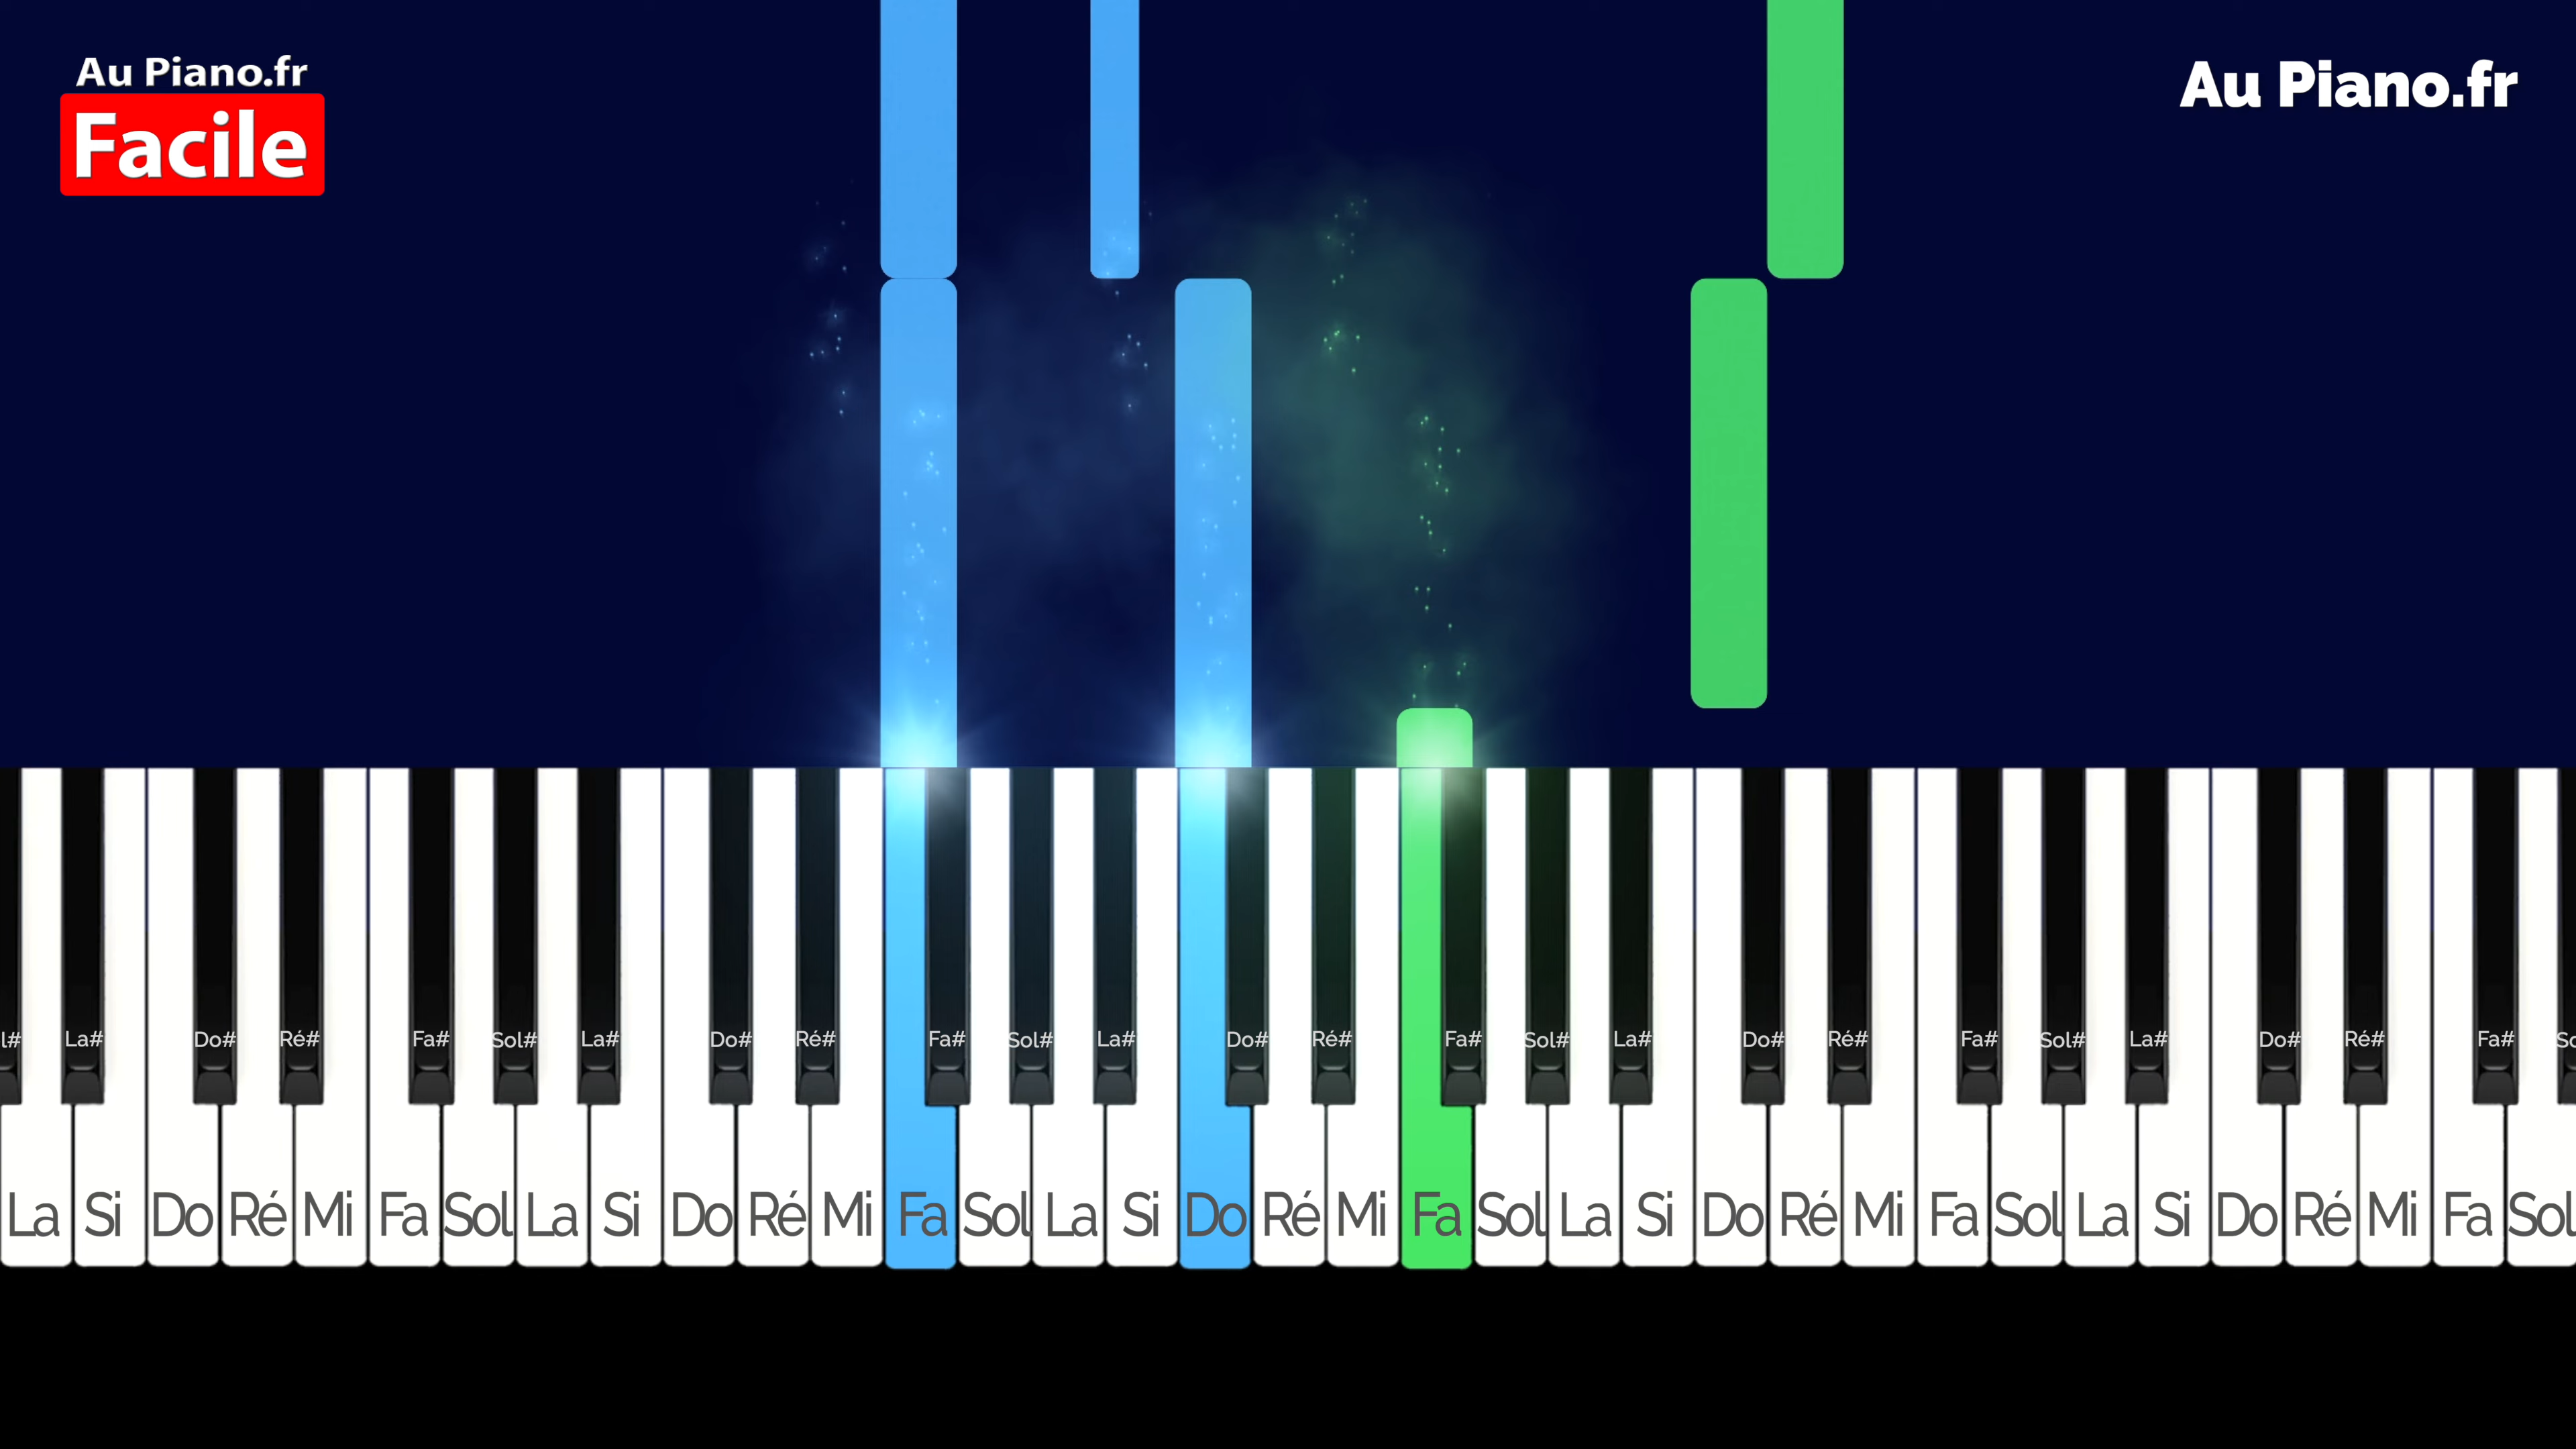 Au Piano.fr
Facile
Au Piano.fr
l# La# Do# Ré# Fa# Sol# La# Do# Ré# Fa# Sol# La# Do# Ré# Fa# Sol# La# Do# Ré# Fa# Sol# La# Do# Ré# Fa# So
La Si Do Ré Mi Fa Sol La Si Do Ré Mi Fa Sol La Si Do Ré Mi Fa Sol La Si Do Ré Mi Fa Sol La Si Do Ré Mi Fa Sol